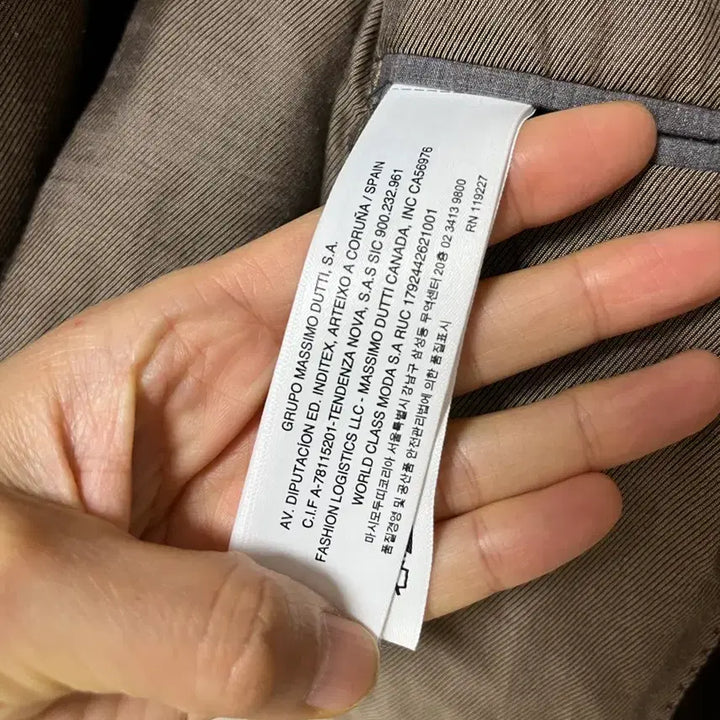 GRUPO MASSIMO DUTTI, S.A.
AV. DIPUTACÍON ED. INDITEX, ARTEIXO A CORUÑA / SPAIN
C.I.F A-78115201-TENDENZA NOVA, S.A.S SIC 900.232.961
FASHION LOGISTICS LLC - MASSIMO DUTTI CANADA, INC CA56976
WORLD CLASS MODA S.A RUC 1792442621001
마시모두띠코리아 서울특별시 강남구 삼성동 무역센터 20층 02 3413 9800
품질경영 및 공산품 안전관리법에 의한 품질표시
RN 119227